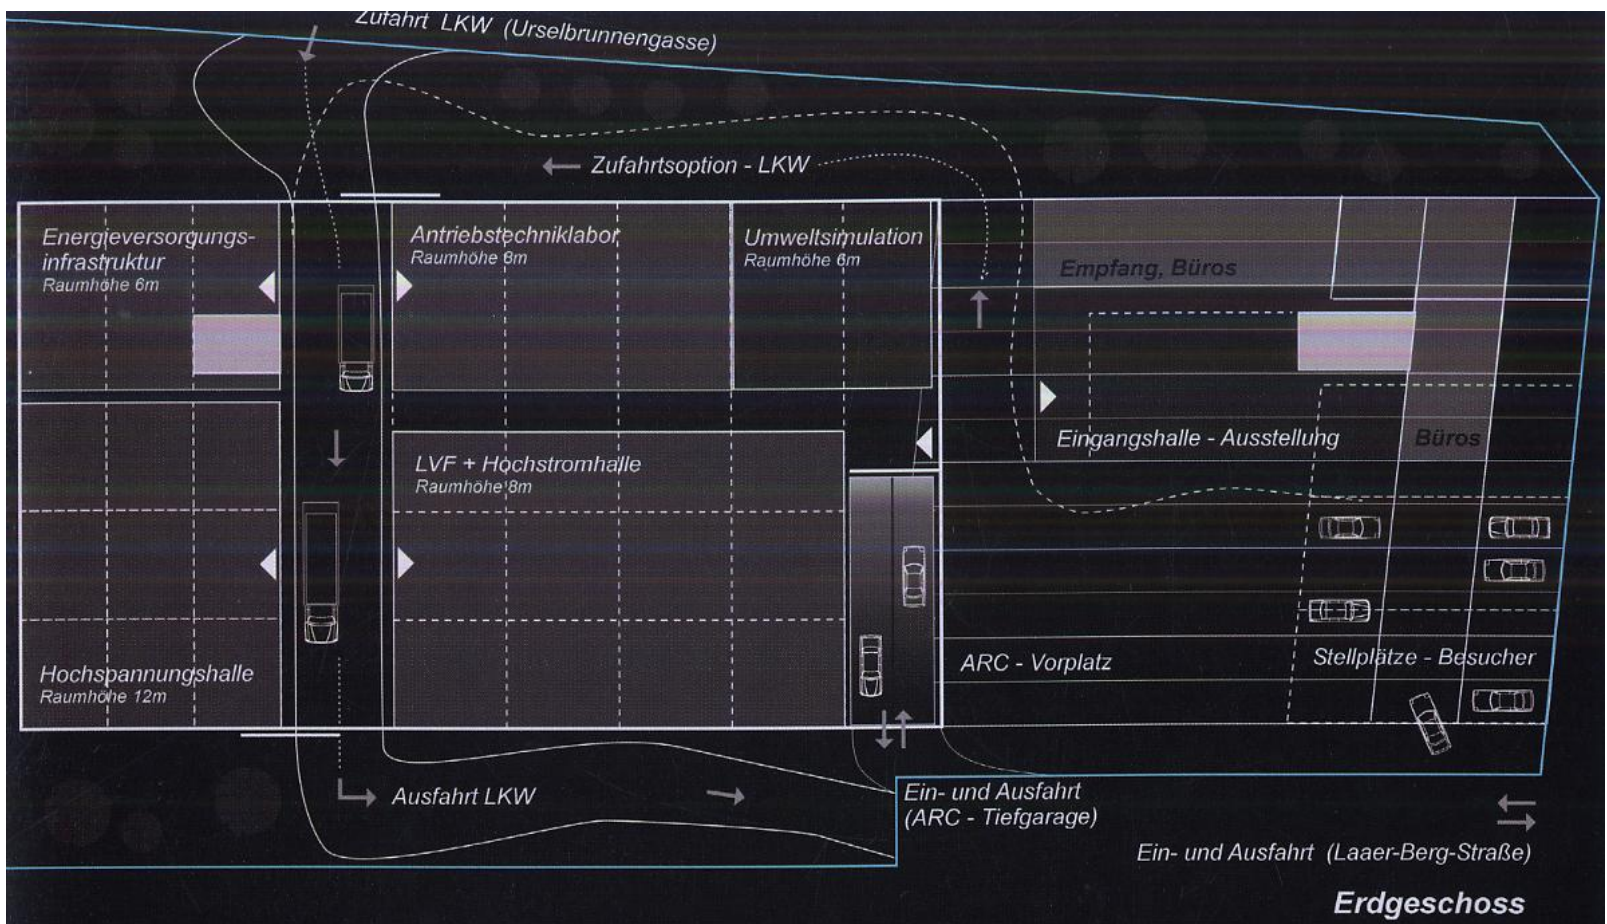 Zufahrt LKW (Urselbrunnengasse)
Zufahrtsoption - LKW
Energieversorgungs-
infrastruktur
Raumhöhe 6m
Antriebstechniklabor
Raumhöhe 8m
Umweltsimulation
Raumhöhe 6m
Empfang, Büros
Eingangshalle - Ausstellung
Büros
LVF + Hochstromhalle
Raumhöhe 8m
Hochspannungshalle
Raumhöhe 12m
ARC - Vorplatz
Stellplätze - Besucher
Ausfahrt LKW
Ein- und Ausfahrt
(ARC - Tiefgarage)
Ein- und Ausfahrt (Laaer-Berg-Straße)
Erdgeschoss